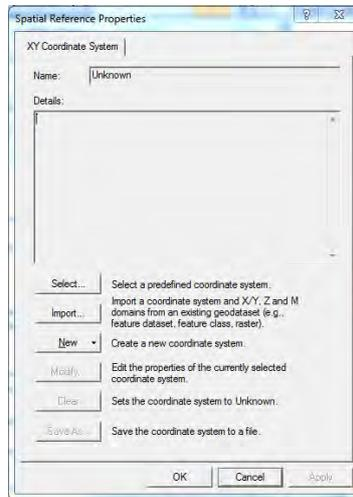 Spatial Reference Properties
XY Coordinate System
Name: Unknown
Details:
Select... Select a predefined coordinate system.
Import... Import a coordinate system and X/Y, Z and M
domains from an existing geodataset (e.g.,
feature dataset, feature class, raster).
New Create a new coordinate system.
Modify... Edit the properties of the currently selected
coordinate system.
Clear Sets the coordinate system to Unknown.
Save As... Save the coordinate system to a file.
OK Cancel Apply